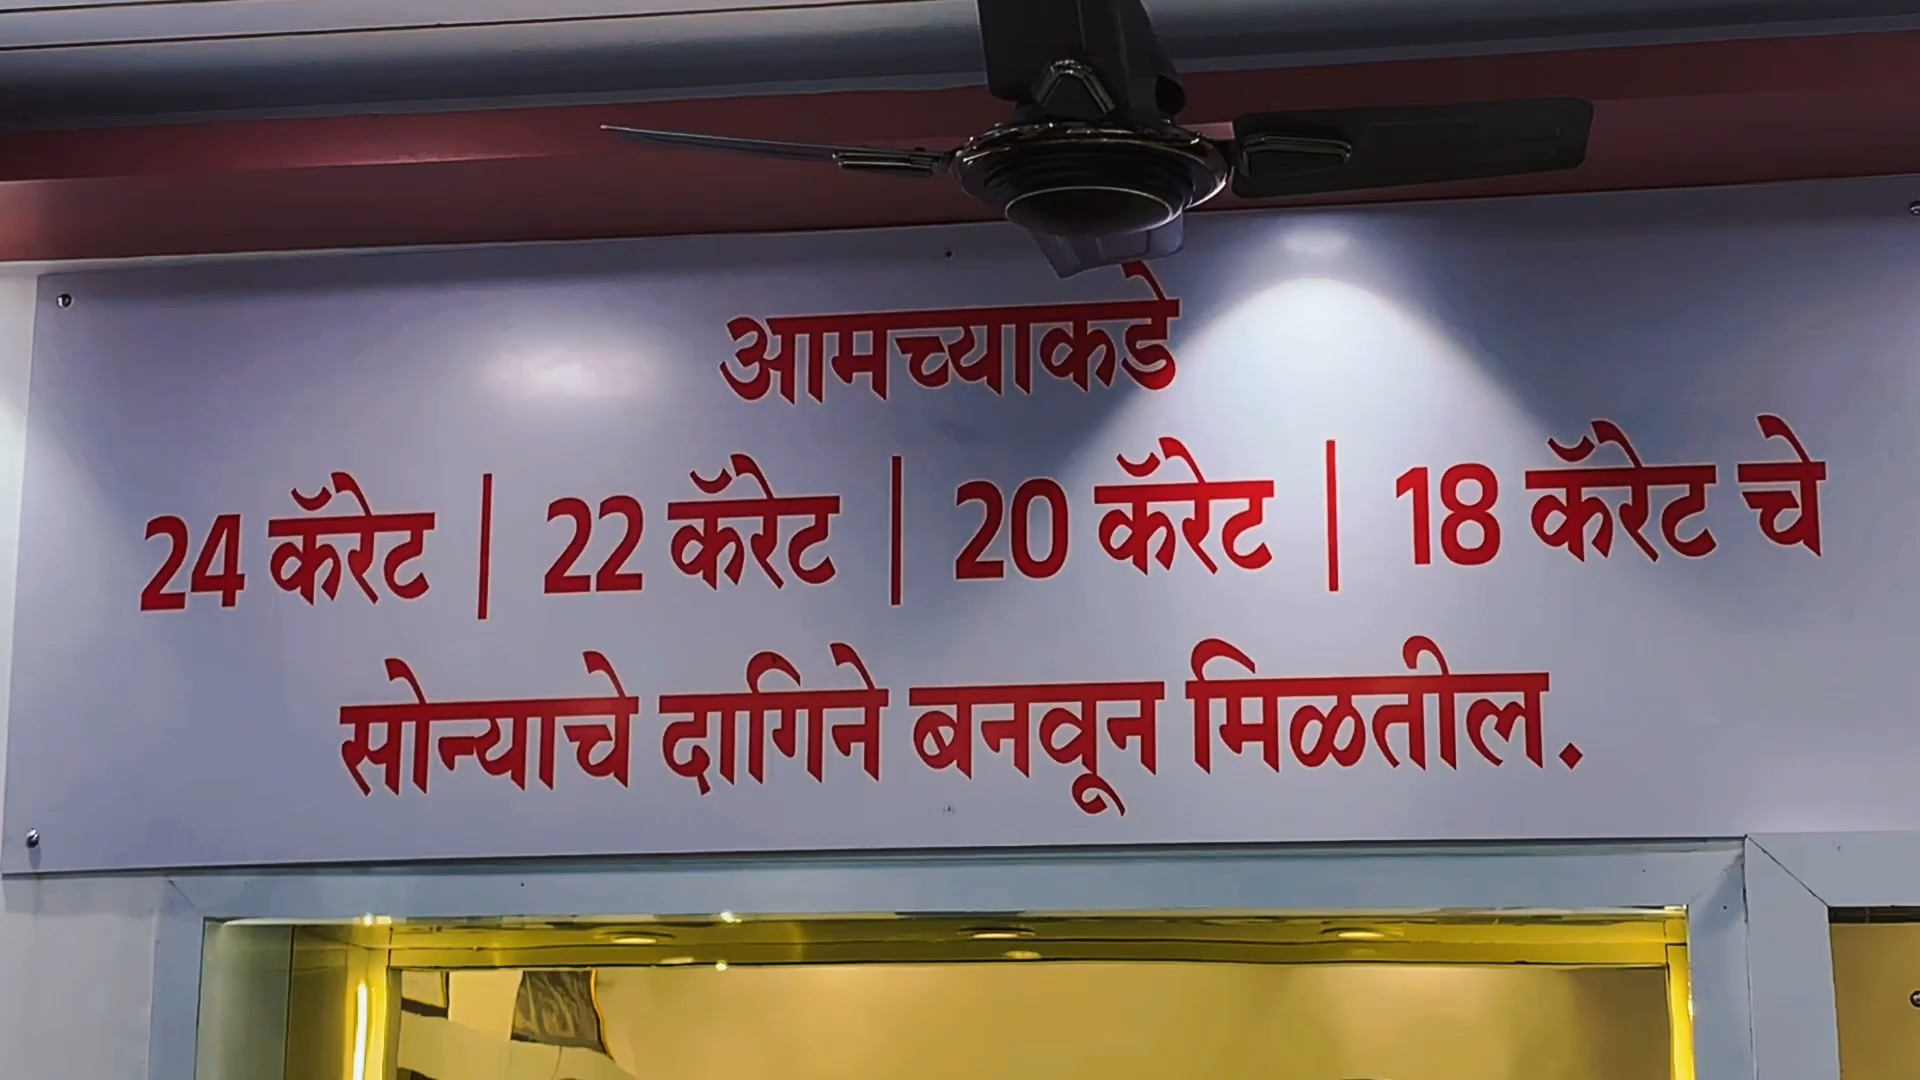 आमच्याकडे
24 कॅरेट | 22 कॅरेट | 20 कॅरेट | 18 कॅरेट चे
सोन्याचे दागिने बनवून मिळतील.